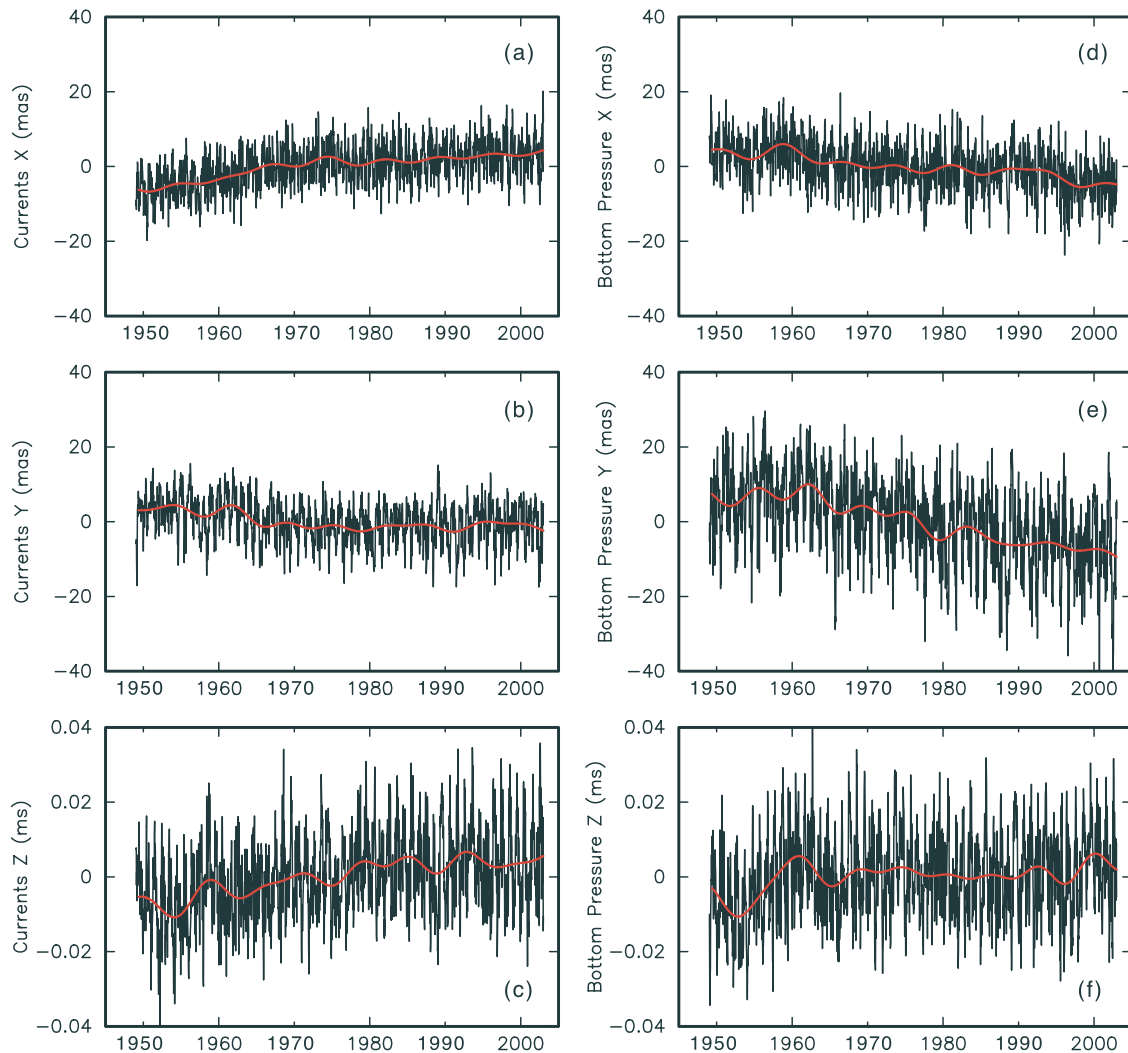 Currents X (mas)
40
20
0
−20
−40
(a)
1950 1960 1970 1980 1990 2000
Bottom Pressure X (mas)
40
20
0
−20
−40
(d)
1950 1960 1970 1980 1990 2000
Currents Y (mas)
40
20
0
−20
−40
(b)
1950 1960 1970 1980 1990 2000
Bottom Pressure Y (mas)
40
20
0
−20
−40
(e)
1950 1960 1970 1980 1990 2000
Currents Z (ms)
0.04
0.02
0
−0.02
−0.04
(c)
1950 1960 1970 1980 1990 2000
Bottom Pressure Z (ms)
0.04
0.02
0
−0.02
−0.04
(f)
1950 1960 1970 1980 1990 2000